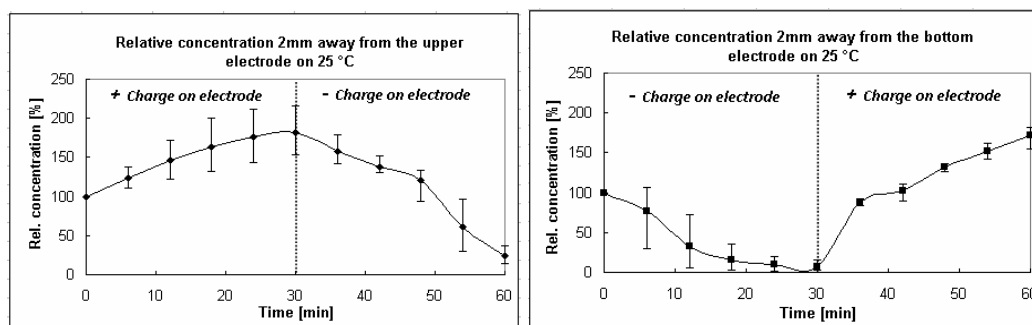 Relative concentration 2mm away from the upper
electrode on 25 °C
250
200
150
100
50
0
Rel. concentration [%]
+ Charge on electrode
- Charge on electrode
0 10 20 30 40 50 60
Time [min]
Relative concentration 2mm away from the bottom
electrode on 25 °C
250
200
150
100
50
0
Rel. concentration [%]
- Charge on electrode
+ Charge on electrode
0 10 20 30 40 50 60
Time [min]